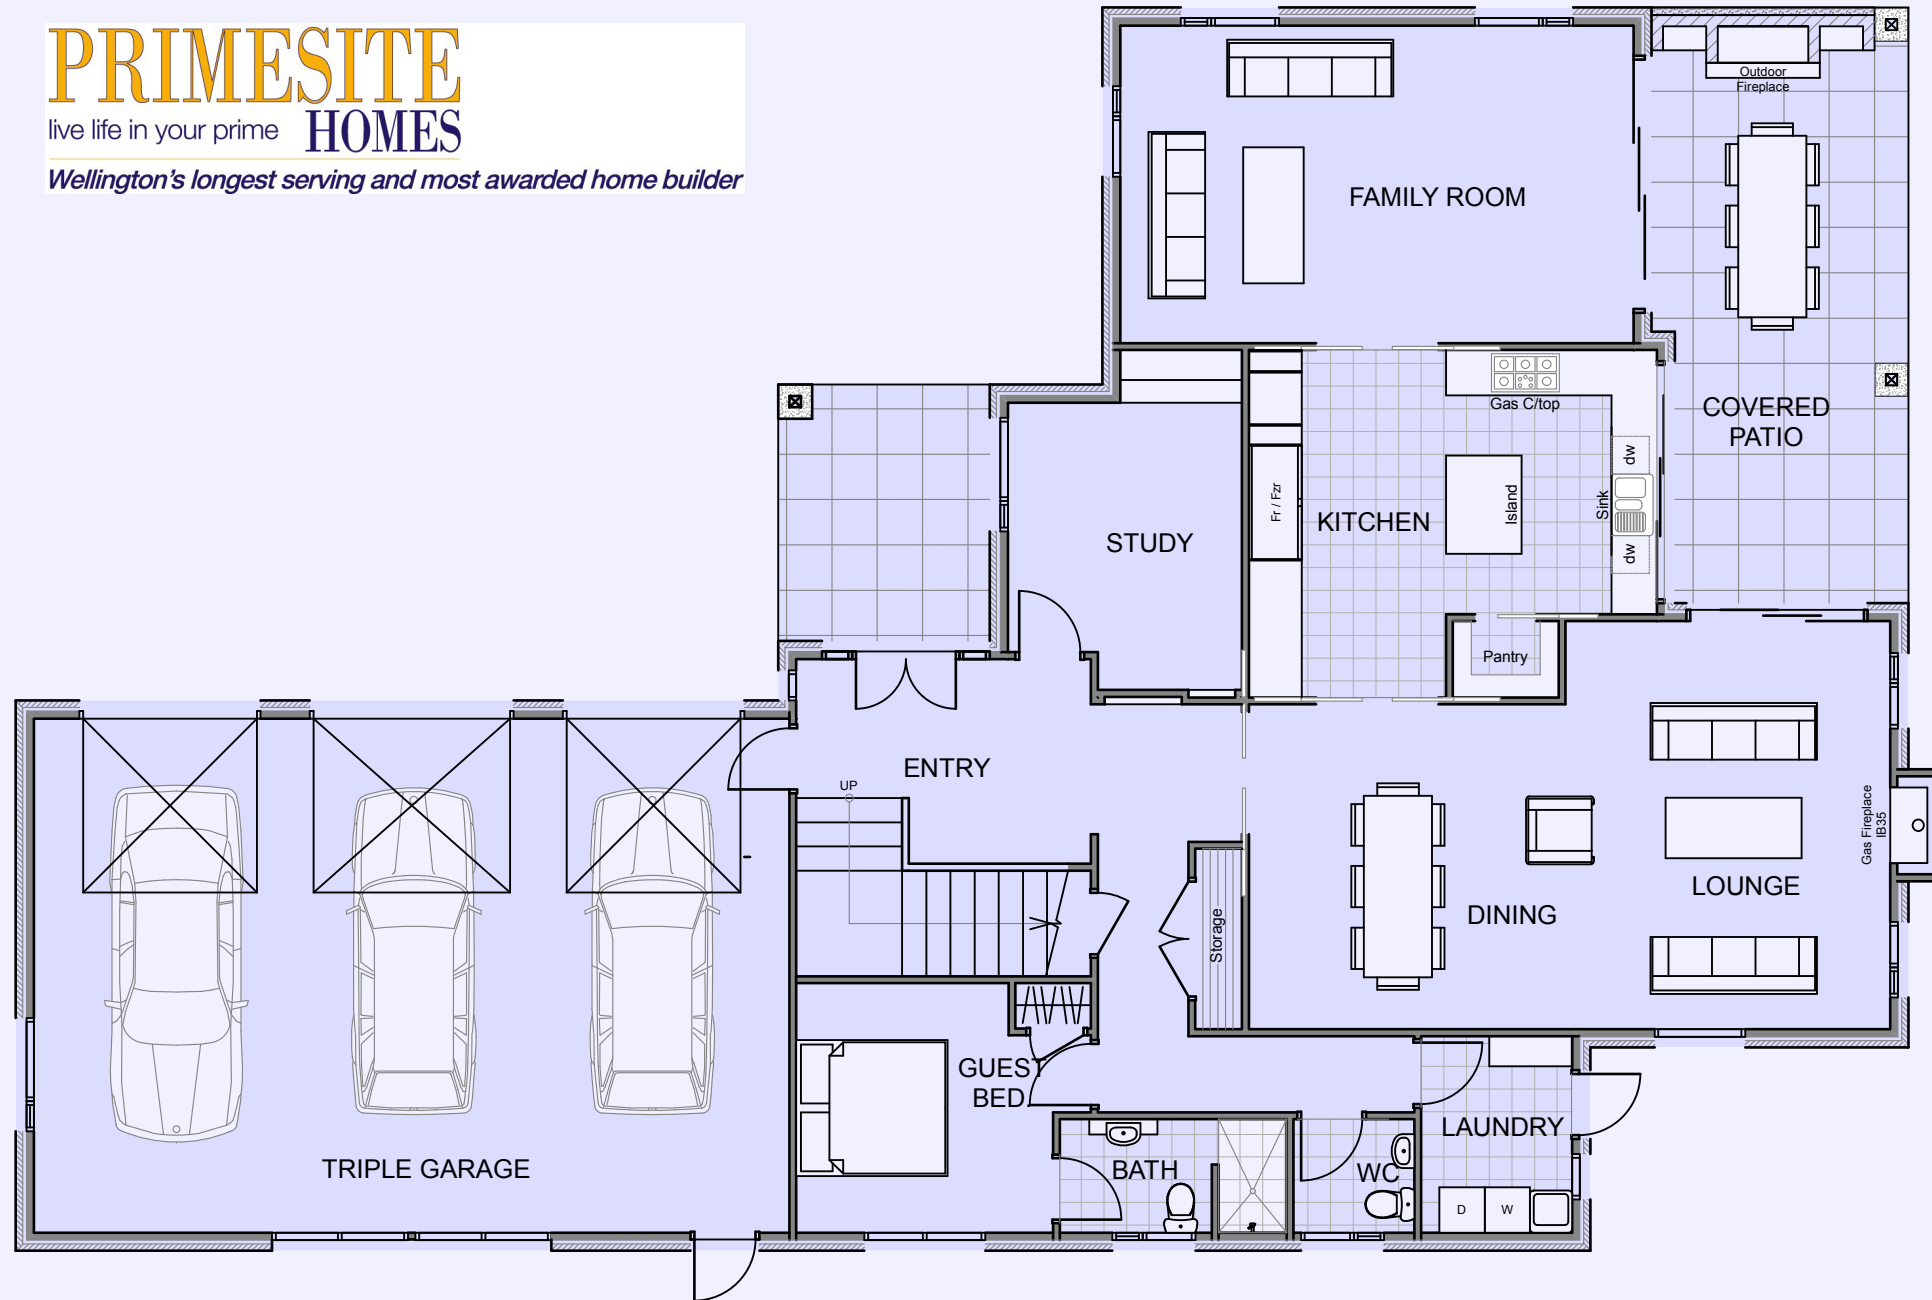 PRIMESITE
live life in your prime HOMES
Wellington's longest serving and most awarded home builder
Outdoor
Fireplace
FAMILY ROOM
Gas C/top
COVERED
PATIO
dw
Sink
Island
dw
Fr / Fzr
KITCHEN
STUDY
Pantry
ENTRY
UP
Gas Fireplace
IB35
LOUNGE
DINING
Storage
GUEST
BED
LAUNDRY
BATH
WC
TRIPLE GARAGE
D
W